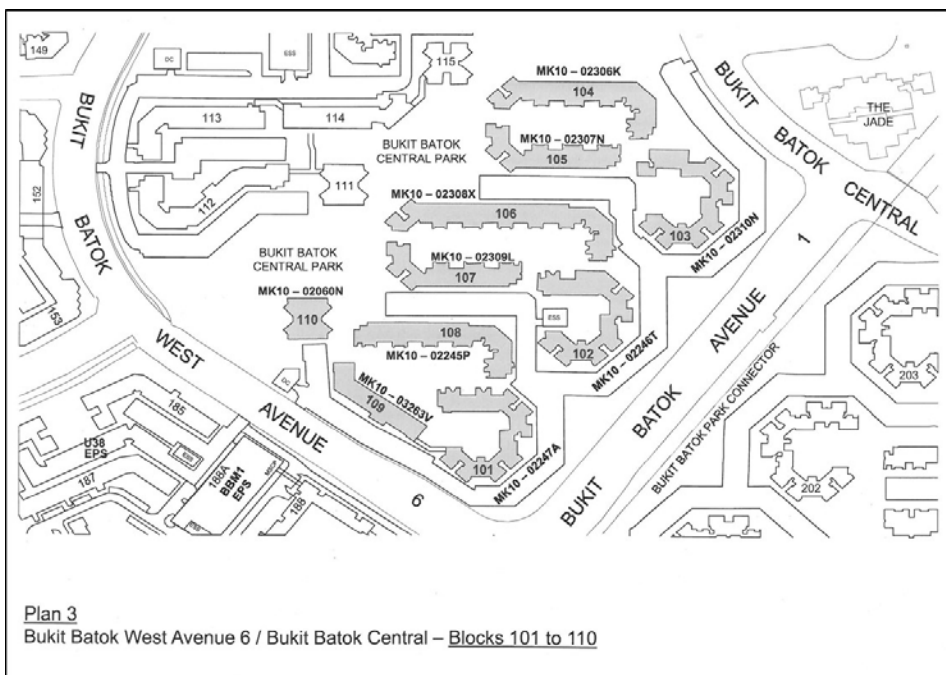 149
DC
ESS
115
MK10 – 02306K
104
BUKIT
BATOK
CENTRAL
THE
JADE
113
114
MK10 – 02307N
105
BUKIT BATOK
CENTRAL PARK
BUKIT
BATOK
152
153
111
112
MK10 – 02308X
106
103
MK10 – 02310N
BUKIT BATOK
CENTRAL PARK
MK10 – 02309L
107
MK10 – 02060N
110
ESS
102
MK10 – 02246T
108
MK10 – 02245P
WEST
AVENUE
6
DC
MK10 – 03263V
109
101
MK10 – 02247A
BUKIT
BATOK
AVENUE
1
BUKIT BATOK PARK CONNECTOR
203
202
185
U38
EPS
ESS
187
188A
BBM1
EPS
MSCP
ESS
188
Plan 3
Bukit Batok West Avenue 6 / Bukit Batok Central – Blocks 101 to 110